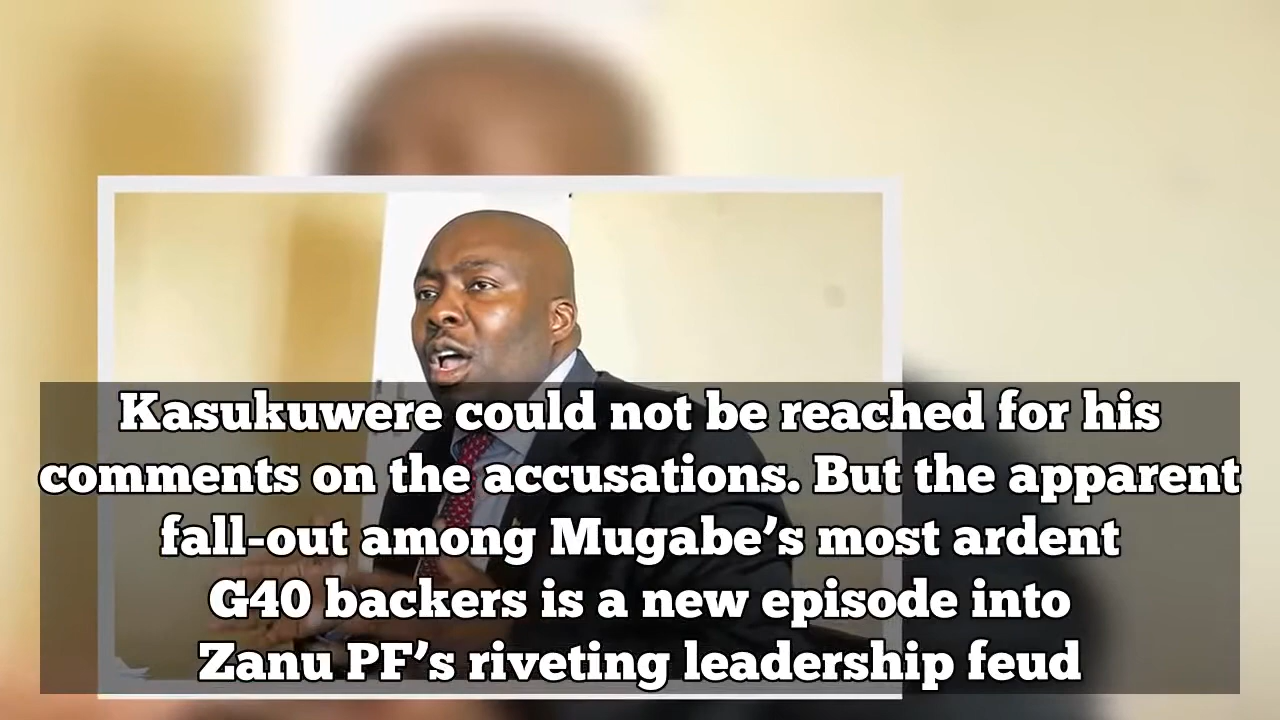 Kasukuwere could not be reached for his
comments on the accusations. But the apparent
fall-out among Mugabe’s most ardent
G40 backers is a new episode into
Zanu PF’s riveting leadership feud